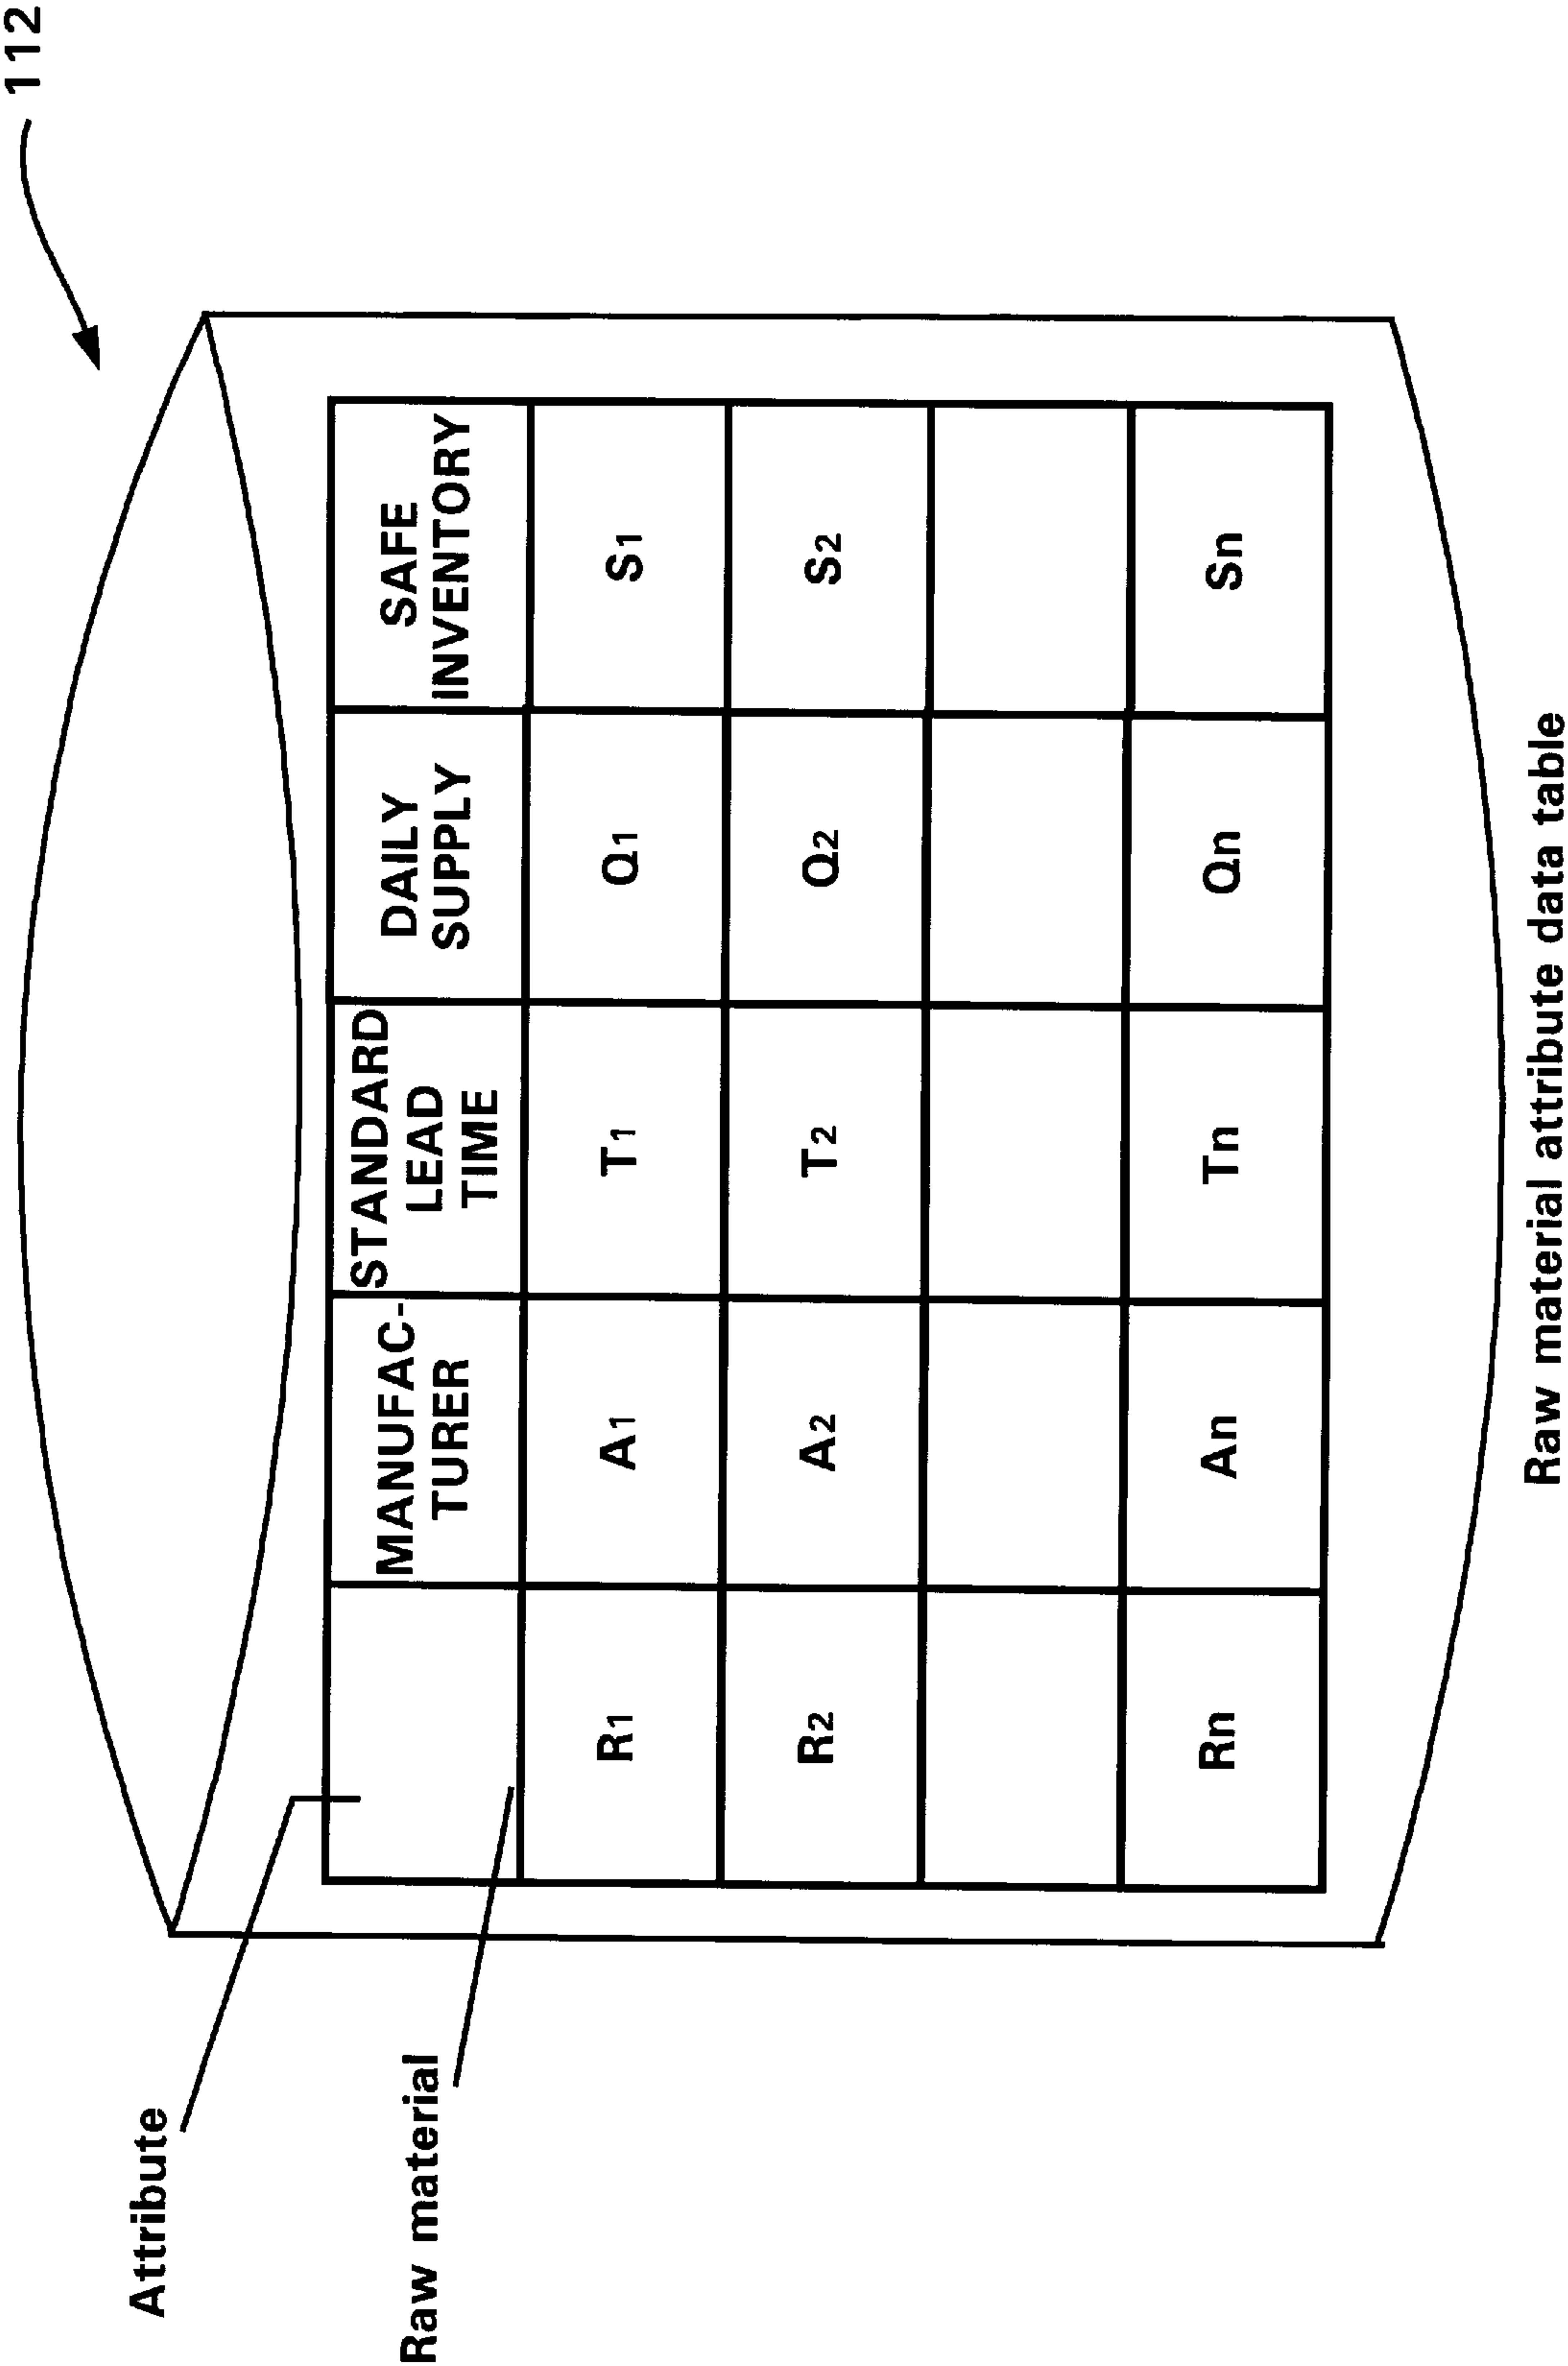 112
Attribute
Raw material
MANUFAC-
TURER
STANDARD
LEAD
TIME
DAILY
SUPPLY
SAFE
INVENTORY
R1 A1 T1 Q1 S1
R2 A2 T2 Q2 S2
Rn An Tn Qn Sn
Raw material attribute data table